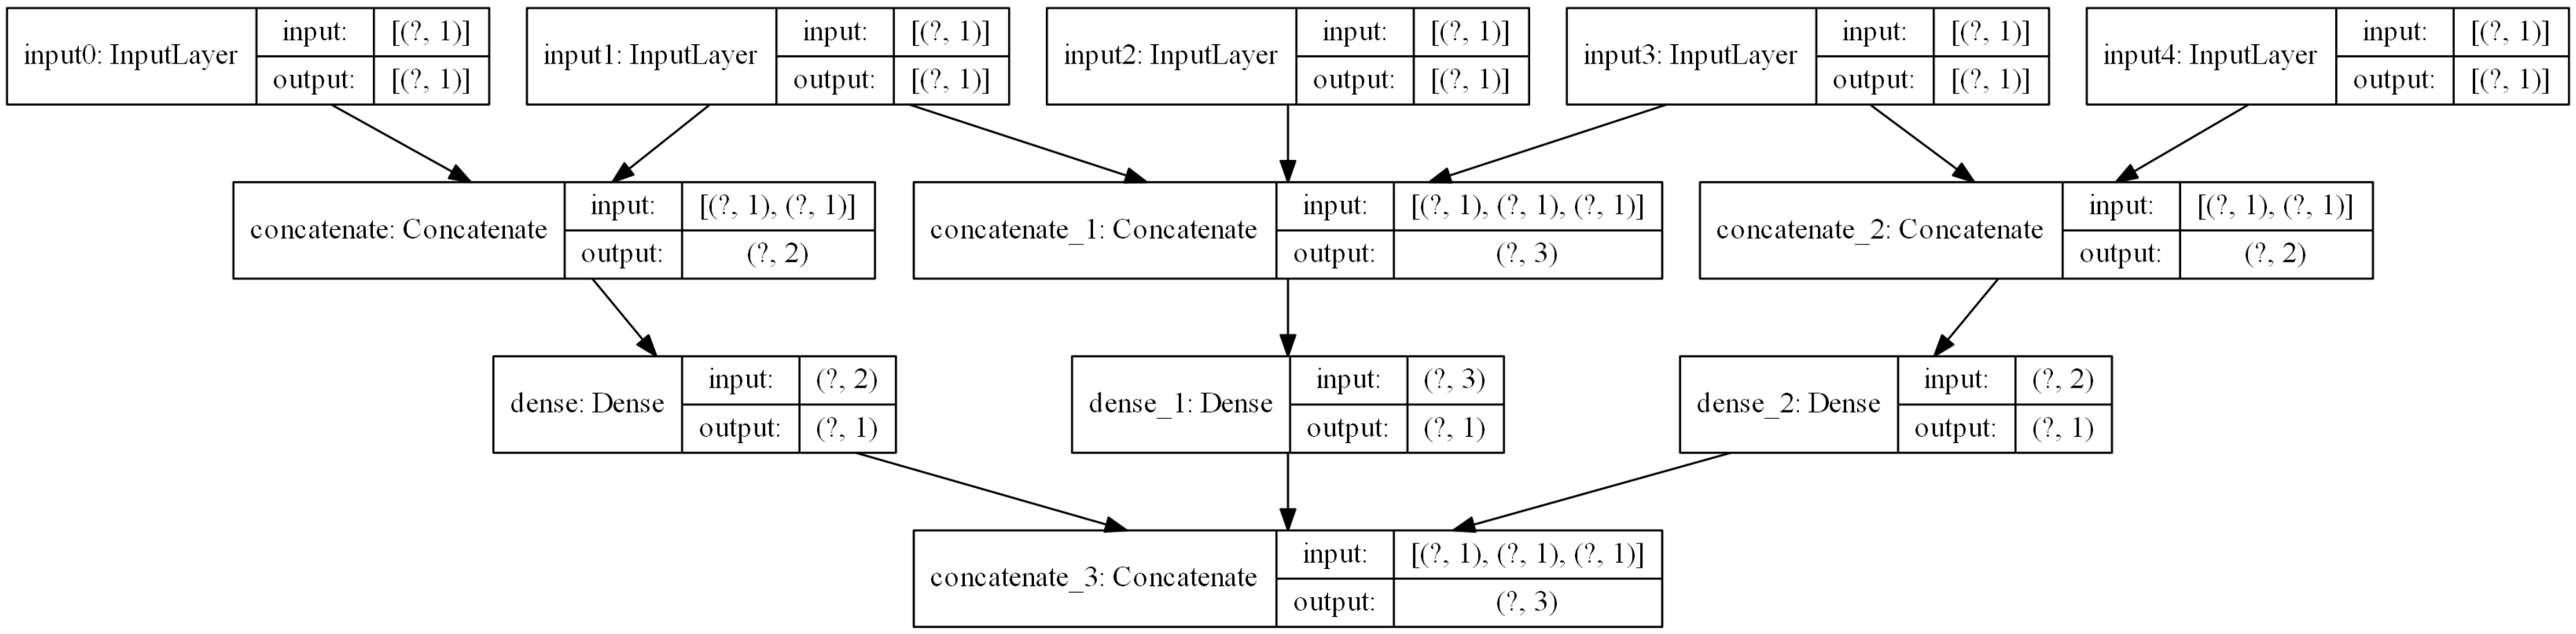 input0: InputLayer
input: [(?, 1)]
output: [(?, 1)]
input1: InputLayer
input: [(?, 1)]
output: [(?, 1)]
input2: InputLayer
input: [(?, 1)]
output: [(?, 1)]
input3: InputLayer
input: [(?, 1)]
output: [(?, 1)]
input4: InputLayer
input: [(?, 1)]
output: [(?, 1)]
concatenate: Concatenate
input: [(?, 1), (?, 1)]
output: (?, 2)
concatenate_1: Concatenate
input: [(?, 1), (?, 1), (?, 1)]
output: (?, 3)
concatenate_2: Concatenate
input: [(?, 1), (?, 1)]
output: (?, 2)
dense: Dense
input: (?, 2)
output: (?, 1)
dense_1: Dense
input: (?, 3)
output: (?, 1)
dense_2: Dense
input: (?, 2)
output: (?, 1)
concatenate_3: Concatenate
input: [(?, 1), (?, 1), (?, 1)]
output: (?, 3)